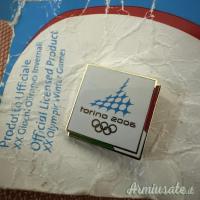 Prodotto Ufficiale
XX Giochi Olimpici Invernali
Official Licensed Product
XX Olympic Winter Games
torino 2006
Armiusate.it